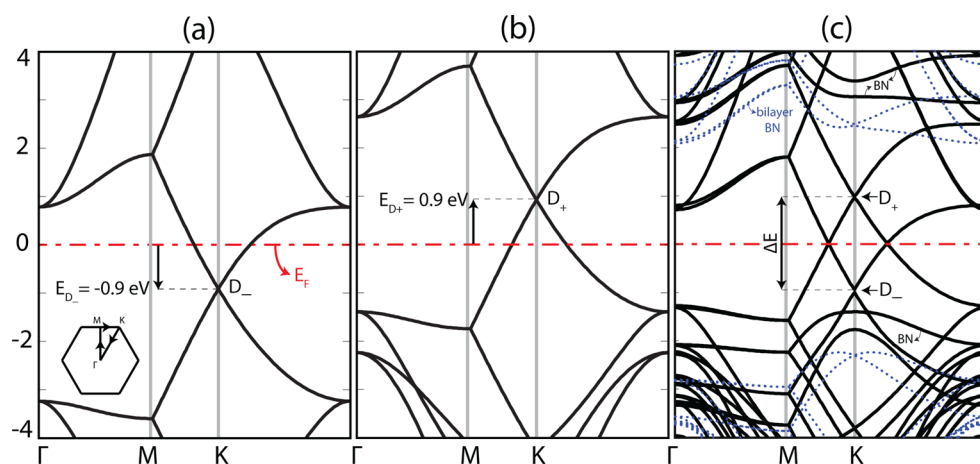 (a) (b) (c)
4
2
0
-2
-4
E_D_ = -0.9 eV
D_
E_F
M K
Γ
Γ M K
E_D+ = 0.9 eV
D₊
Γ M K
BN
bilayer
BN
D₊
ΔE
D_
BN
Γ M K